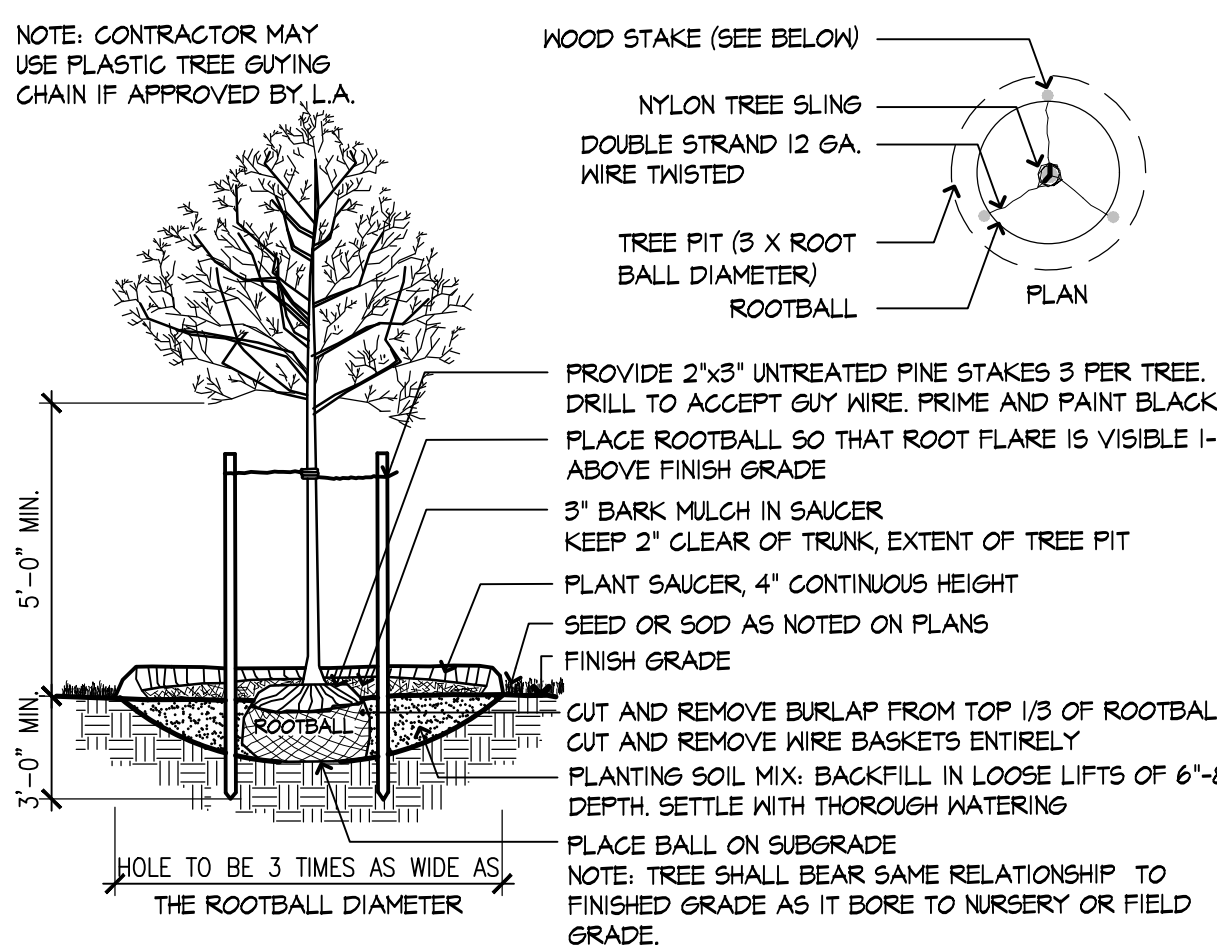 NOTE: CONTRACTOR MAY
USE PLASTIC TREE GUYING
CHAIN IF APPROVED BY L.A.
WOOD STAKE (SEE BELOW)
NYLON TREE SLING
DOUBLE STRAND 12 GA.
WIRE TWISTED
TREE PIT (3 X ROOT
BALL DIAMETER)
ROOTBALL
PLAN
PROVIDE 2"x3" UNTREATED PINE STAKES 3 PER TREE.
DRILL TO ACCEPT GUY WIRE. PRIME AND PAINT BLACK
PLACE ROOTBALL SO THAT ROOT FLARE IS VISIBLE 1-
ABOVE FINISH GRADE
3" BARK MULCH IN SAUCER
KEEP 2" CLEAR OF TRUNK, EXTENT OF TREE PIT
PLANT SAUCER, 4" CONTINUOUS HEIGHT
SEED OR SOD AS NOTED ON PLANS
FINISH GRADE
CUT AND REMOVE BURLAP FROM TOP 1/3 OF ROOTBAL
CUT AND REMOVE WIRE BASKETS ENTIRELY
PLANTING SOIL MIX: BACKFILL IN LOOSE LIFTS OF 6"-
DEPTH. SETTLE WITH THOROUGH WATERING
PLACE BALL ON SUBGRADE
NOTE: TREE SHALL BEAR SAME RELATIONSHIP TO
FINISHED GRADE AS IT BORE TO NURSERY OR FIELD
GRADE.
5'-0" MIN.
3'-0" MIN.
ROOTBALL
HOLE TO BE 3 TIMES AS WIDE AS
THE ROOTBALL DIAMETER